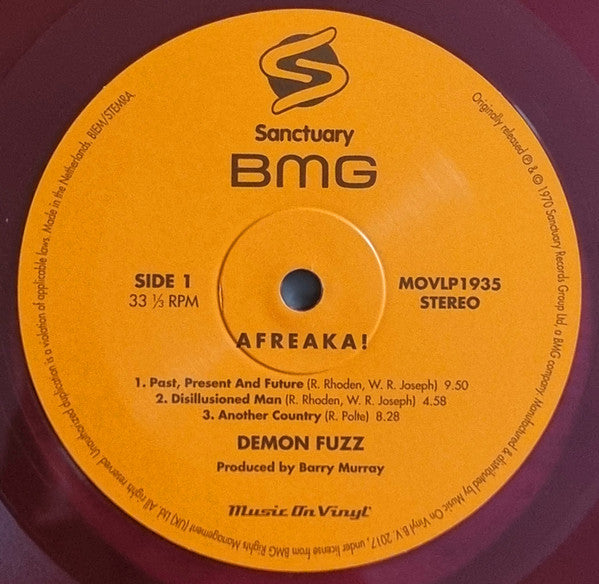 Sanctuary
BMG
SIDE 1
33 ⅓ RPM
MOVLP1935
STEREO
AFREAKA!
1. Past, Present And Future (R. Rhoden, W. R. Joseph) 9.50
2. Disillusioned Man (R. Rhoden, W. R. Joseph) 4.58
3. Another Country (R. Polte) 8.28
DEMON FUZZ
Produced by Barry Murray
Music On Vinyl
Originally released ℗ & © 1970 Sanctuary Records Group Ltd, a BMG company. Manufactured & distributed by Music On Vinyl B.V. 2017, under license from BMG Rights Management (UK) Ltd. All rights reserved. Unauthorized duplication is a violation of applicable laws. Made in the Netherlands. BIEM/STEMRA.